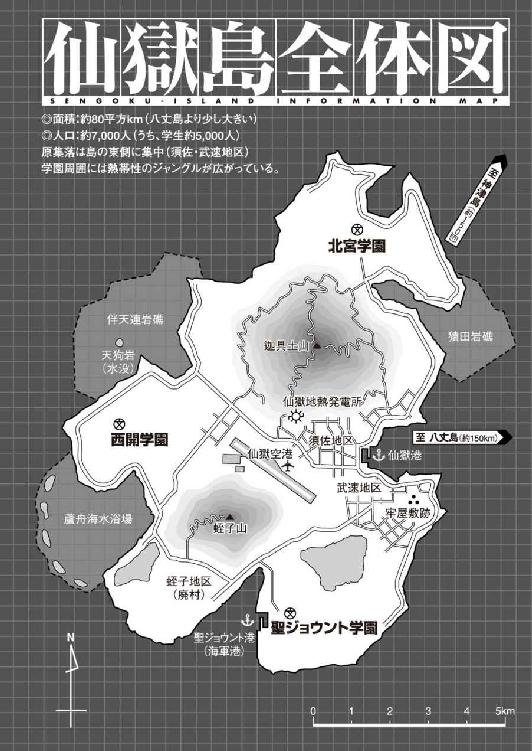 仙獄島全体図
SENGOKU-ISLAND INFORMATION MAP
◎面積:約80平方km(八丈島より少し大きい)
◎人口:約7,000人(うち、学生約5,000人)
原集落は島の東側に集中(須佐・武速地区)
学園周囲には熱帯性のジャングルが広がっている。
北宮学園
伴天連岩礁
天狗岩
(水没)
猿田岩礁
迦具土山
仙獄地熱発電所
西開学園
須佐地区
至 八丈島(約150km)
仙獄空港
仙獄港
武速地区
牢屋敷跡
蘆舟海水浴場
蛭子山
蛭子地区
(廃村)
聖ジョウント学園
聖ジョウント港
(海軍港)
N
0 1 2 3 4 5km